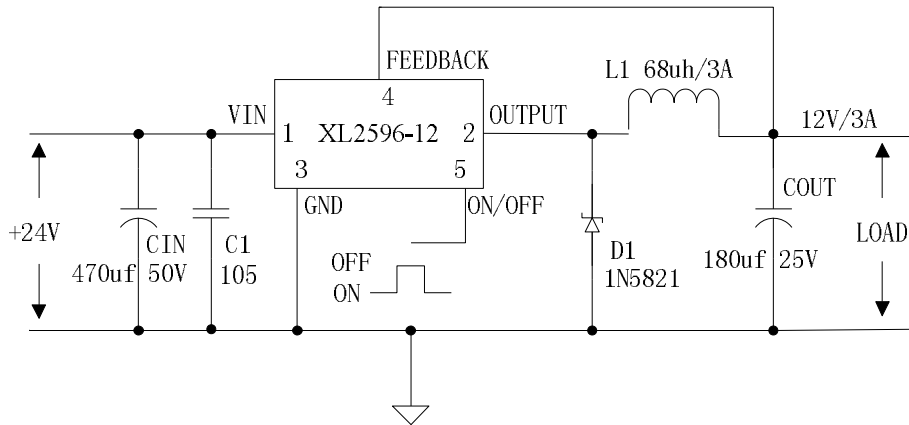 FEEDBACK
4
L1 68uh/3A
VIN
1
XL2596-12
2
OUTPUT
12V/3A
3
5
GND
ON/OFF
COUT
+24V
CIN
470uf 50V
C1
105
OFF
ON
D1
1N5821
180uf 25V
LOAD